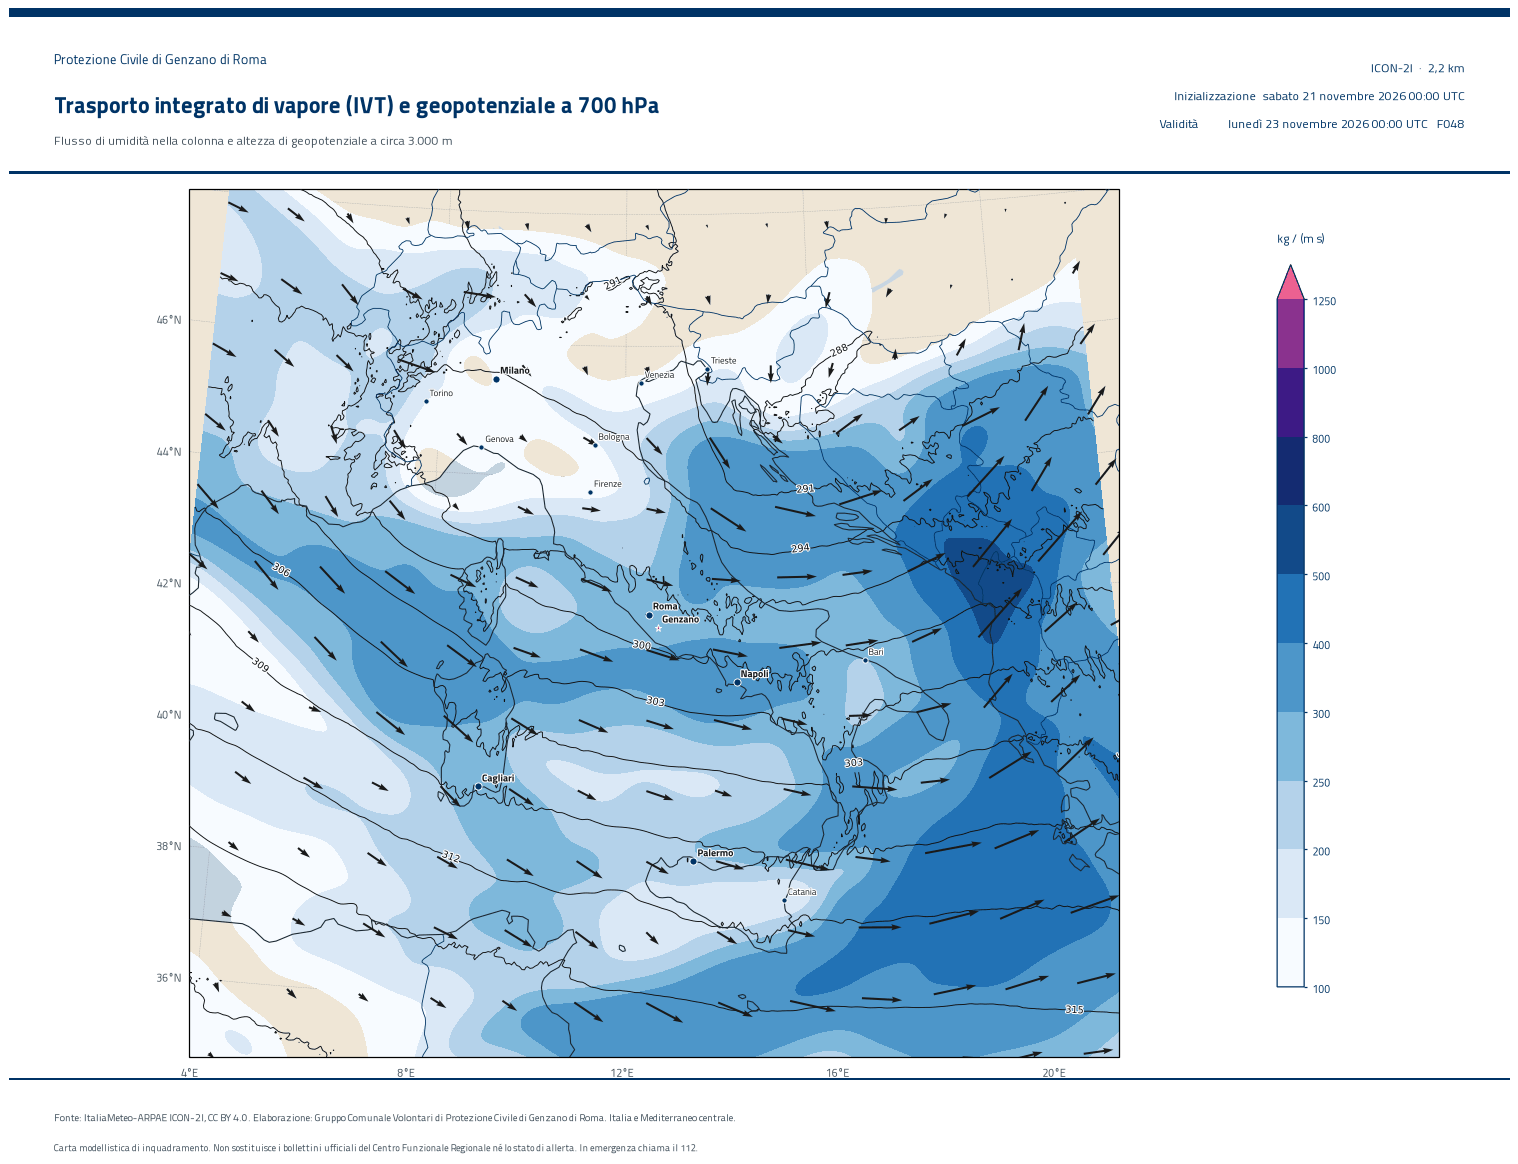 Protezione Civile di Genzano di Roma
ICON-2I · 2,2 km
Trasporto integrato di vapore (IVT) e geopotenziale a 700 hPa
Inizializzazione sabato 21 novembre 2026 00:00 UTC
Flusso di umidità nella colonna e altezza di geopotenziale a circa 3.000 m
Validità lunedì 23 novembre 2026 00:00 UTC F048
kg / (m s)
1250
1000
800
600
500
400
300
250
200
150
100
46°N
44°N
42°N
40°N
38°N
36°N
4°E
8°E
12°E
16°E
20°E
291
288
Trieste
Milano
Venezia
Torino
Genova
Bologna
Firenze
291
294
306
Roma
Genzano
300
309
Bari
Napoli
303
303
Cagliari
312
Palermo
Catania
315
Fonte: ItaliaMeteo-ARPAE ICON-2I, CC BY 4.0. Elaborazione: Gruppo Comunale Volontari di Protezione Civile di Genzano di Roma. Italia e Mediterraneo centrale.
Carta modellistica di inquadramento. Non sostituisce i bollettini ufficiali del Centro Funzionale Regionale né lo stato di allerta. In emergenza chiama il 112.